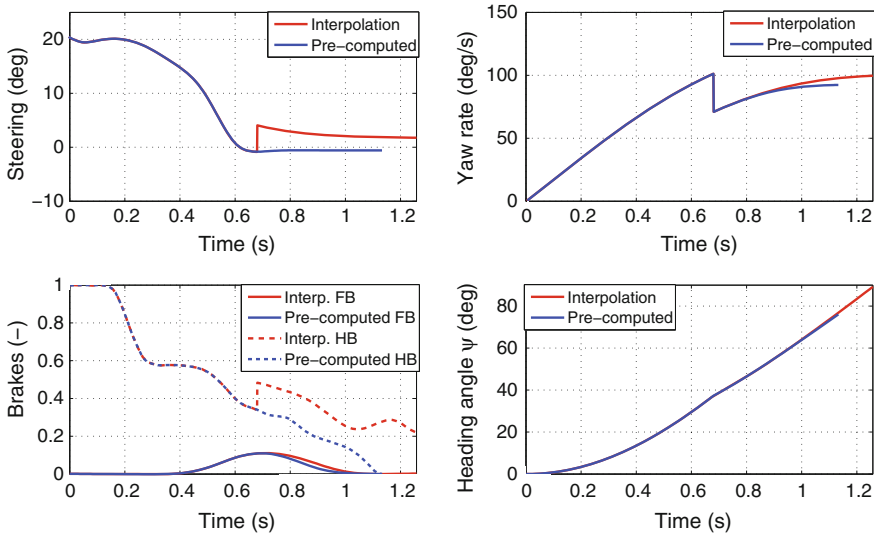 Steering (deg)
20
10
0
−10
0
0.2
0.4
0.6
0.8
1
1.2
Time (s)
Interpolation
Pre−computed
Yaw rate (deg/s)
150
100
50
0
0
0.2
0.4
0.6
0.8
1
1.2
Time (s)
Interpolation
Pre−computed
Brakes (−)
1
0.8
0.6
0.4
0.2
0
0
0.2
0.4
0.6
0.8
1
1.2
Time (s)
Interp. FB
Pre−computed FB
Interp. HB
Pre−computed HB
Heading angle ψ (deg)
80
60
40
20
0
0
0.2
0.4
0.6
0.8
1
1.2
Time (s)
Interpolation
Pre−computed